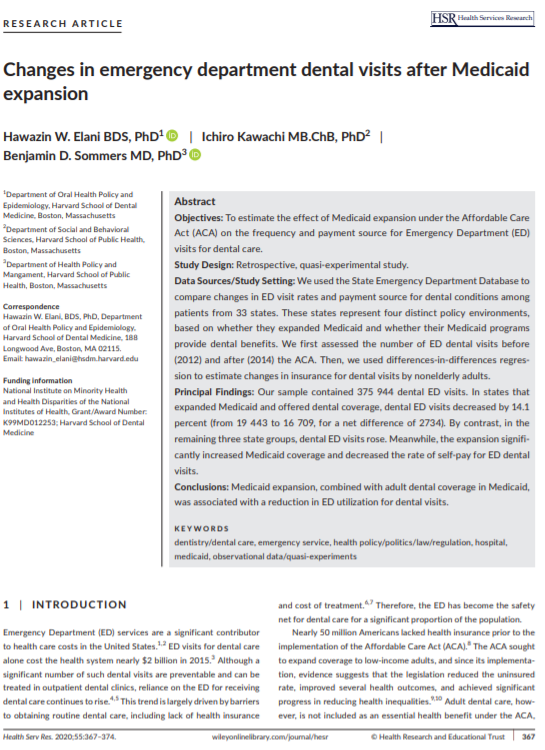 RESEARCH ARTICLE
HSR Health Services Research
Changes in emergency department dental visits after Medicaid
expansion
Hawazin W. Elani BDS, PhD1 iD | Ichiro Kawachi MB.ChB, PhD2 |
Benjamin D. Sommers MD, PhD3 iD
1Department of Oral Health Policy and
Epidemiology, Harvard School of Dental
Medicine, Boston, Massachusetts
2Department of Social and Behavioral
Sciences, Harvard School of Public Health,
Boston, Massachusetts
3Department of Health Policy and
Mangament, Harvard School of Public
Health, Boston, Massachusetts
Correspondence
Hawazin W. Elani, BDS, PhD, Department
of Oral Health Policy and Epidemiology,
Harvard School of Dental Medicine, 188
Longwood Ave, Boston, MA 02115.
Email: hawazin_elani@hsdm.harvard.edu
Funding information
National Institute on Minority Health
and Health Disparities of the National
Institutes of Health, Grant/Award Number:
K99MD012253; Harvard School of Dental
Medicine
Abstract
Objectives: To estimate the effect of Medicaid expansion under the Affordable Care
Act (ACA) on the frequency and payment source for Emergency Department (ED)
visits for dental care.
Study Design: Retrospective, quasi-experimental study.
Data Sources/Study Setting: We used the State Emergency Department Database to
compare changes in ED visit rates and payment source for dental conditions among
patients from 33 states. These states represent four distinct policy environments,
based on whether they expanded Medicaid and whether their Medicaid programs
provide dental benefits. We first assessed the number of ED dental visits before
(2012) and after (2014) the ACA. Then, we used differences-in-differences regres-
sion to estimate changes in insurance for dental visits by nonelderly adults.
Principal Findings: Our sample contained 375 944 dental ED visits. In states that
expanded Medicaid and offered dental coverage, dental ED visits decreased by 14.1
percent (from 19 443 to 16 709, for a net difference of 2734). By contrast, in the
remaining three state groups, dental ED visits rose. Meanwhile, the expansion signifi-
cantly increased Medicaid coverage and decreased the rate of self-pay for ED dental
visits.
Conclusions: Medicaid expansion, combined with adult dental coverage in Medicaid,
was associated with a reduction in ED utilization for dental visits.
KEYWORDS
dentistry/dental care, emergency service, health policy/politics/law/regulation, hospital,
medicaid, observational data/quasi-experiments
1 | INTRODUCTION
Emergency Department (ED) services are a significant contributor
to health care costs in the United States.1,2 ED visits for dental care
alone cost the health system nearly $2 billion in 2015.3 Although a
significant number of such dental visits are preventable and can be
treated in outpatient dental clinics, reliance on the ED for receiving
dental care continues to rise.4,5 This trend is largely driven by barriers
to obtaining routine dental care, including lack of health insurance
and cost of treatment.6,7 Therefore, the ED has become the safety
net for dental care for a significant proportion of the population.
Nearly 50 million Americans lacked health insurance prior to the
implementation of the Affordable Care Act (ACA).8 The ACA sought
to expand coverage to low-income adults, and since its implementa-
tion, evidence suggests that the legislation reduced the uninsured
rate, improved several health outcomes, and achieved significant
progress in reducing health inequalities.9,10 Adult dental care, how-
ever, is not included as an essential health benefit under the ACA,
Health Serv Res. 2020;55:367–374.
wileyonlinelibrary.com/journal/hesr
© Health Research and Educational Trust | 367